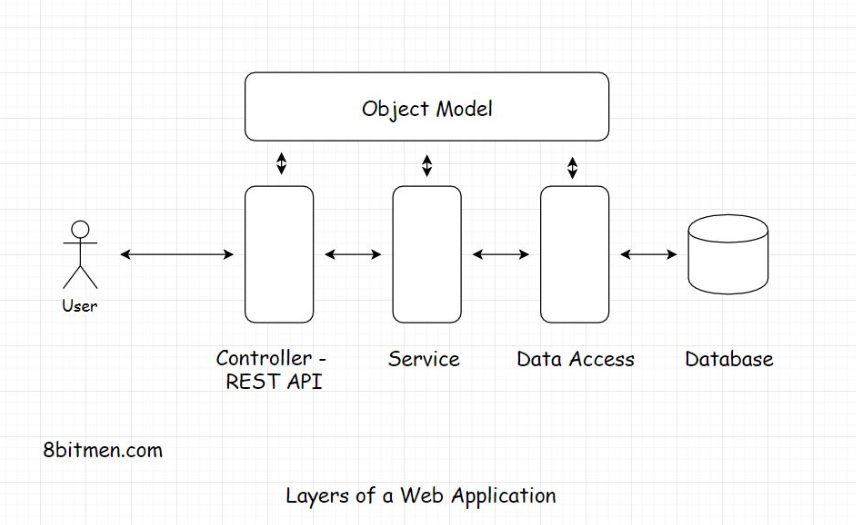 Object Model
User
Controller -
REST API
Service
Data Access
Database
8bitmen.com
Layers of a Web Application